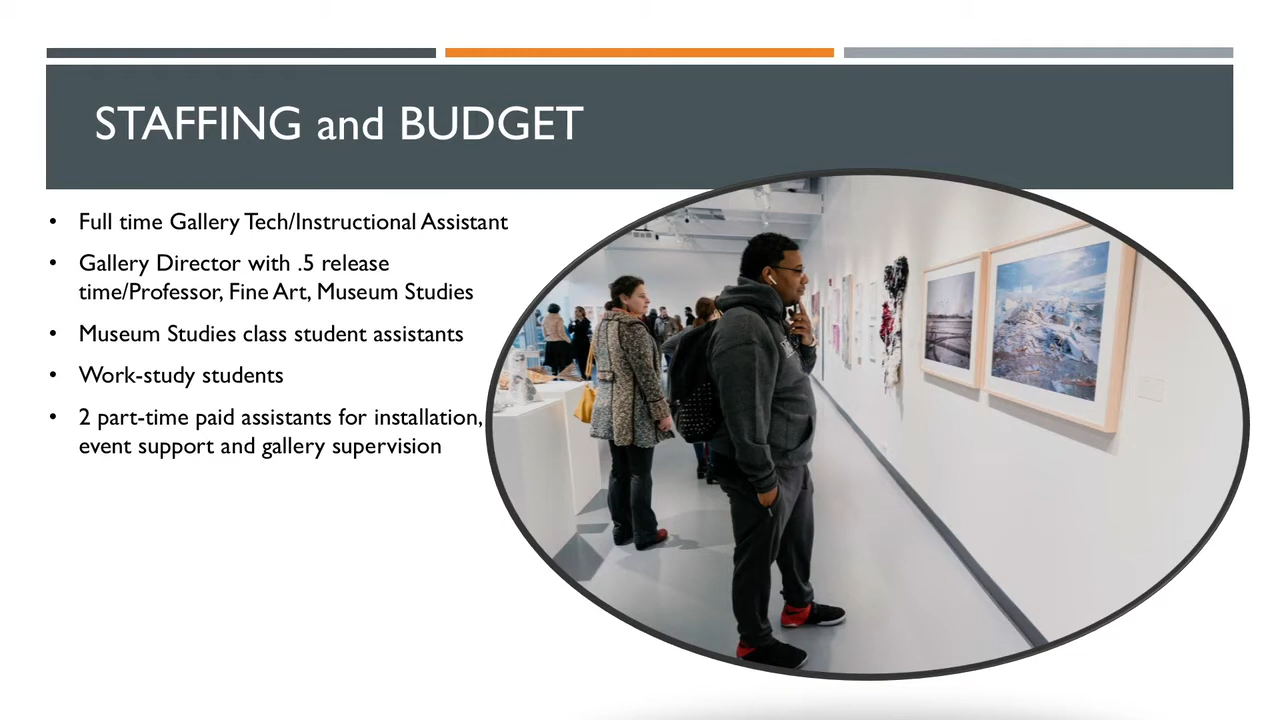 STAFFING and BUDGET
• Full time Gallery Tech/Instructional Assistant
• Gallery Director with .5 release
time/Professor, Fine Art, Museum Studies
• Museum Studies class student assistants
• Work-study students
• 2 part-time paid assistants for installation,
event support and gallery supervision